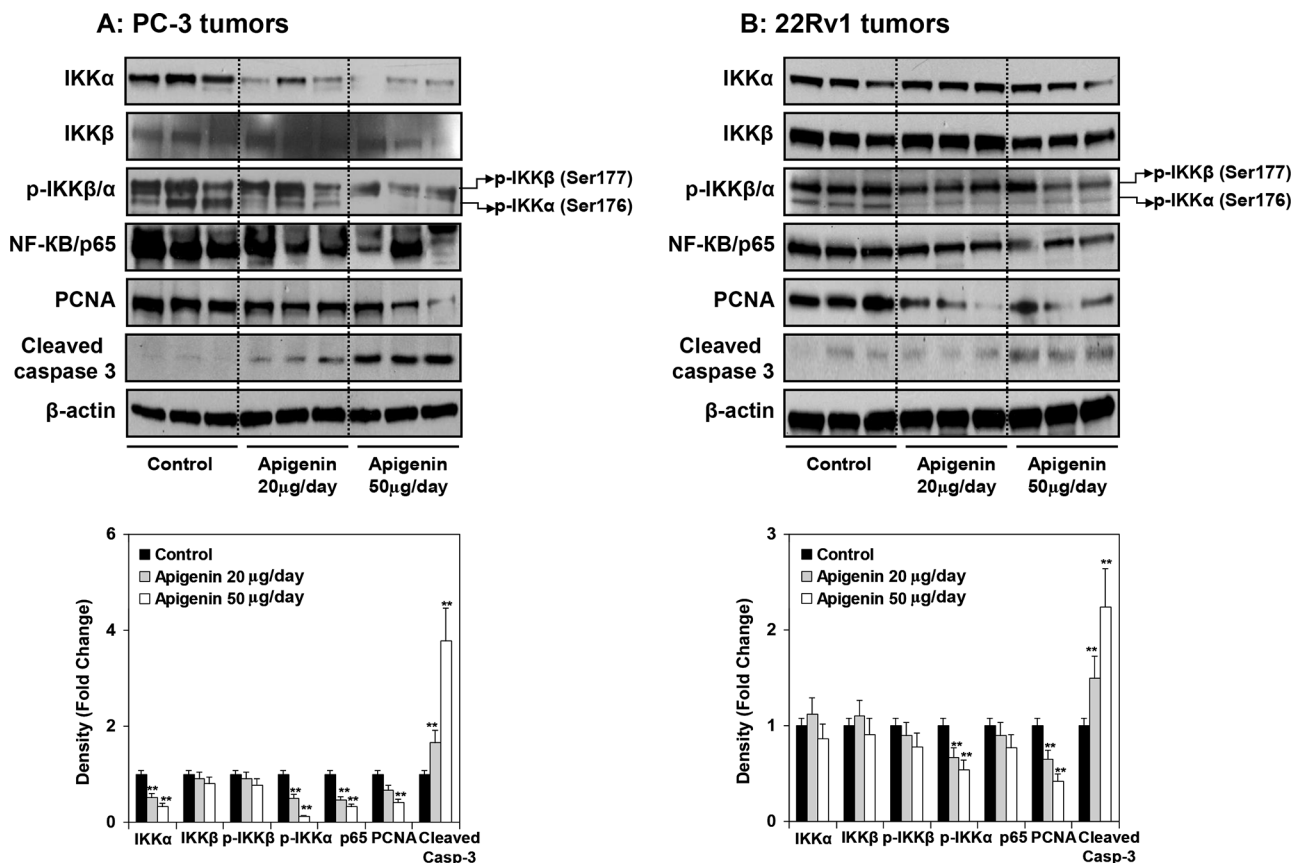 A: PC-3 tumors
IKKα
IKKβ
p-IKKβ/α
p-IKKβ (Ser177)
p-IKKα (Ser176)
NF-KB/p65
PCNA
Cleaved
caspase 3
β-actin
Control
Apigenin
20μg/day
Apigenin
50μg/day
6
4
2
0
Density (Fold Change)
Control
Apigenin 20 μg/day
Apigenin 50 μg/day
**
**
**
**
**
**
**
**
**
IKKα
IKKβ
p-IKKβ
p-IKKα
p65
PCNA
Cleaved
Casp-3
B: 22Rv1 tumors
IKKα
IKKβ
p-IKKβ/α
p-IKKβ (Ser177)
p-IKKα (Ser176)
NF-KB/p65
PCNA
Cleaved
caspase 3
β-actin
Control
Apigenin
20μg/day
Apigenin
50μg/day
3
2
1
0
Density (Fold Change)
Control
Apigenin 20 μg/day
Apigenin 50 μg/day
**
**
**
**
**
**
IKKα
IKKβ
p-IKKβ
p-IKKα
p65
PCNA
Cleaved
Casp-3